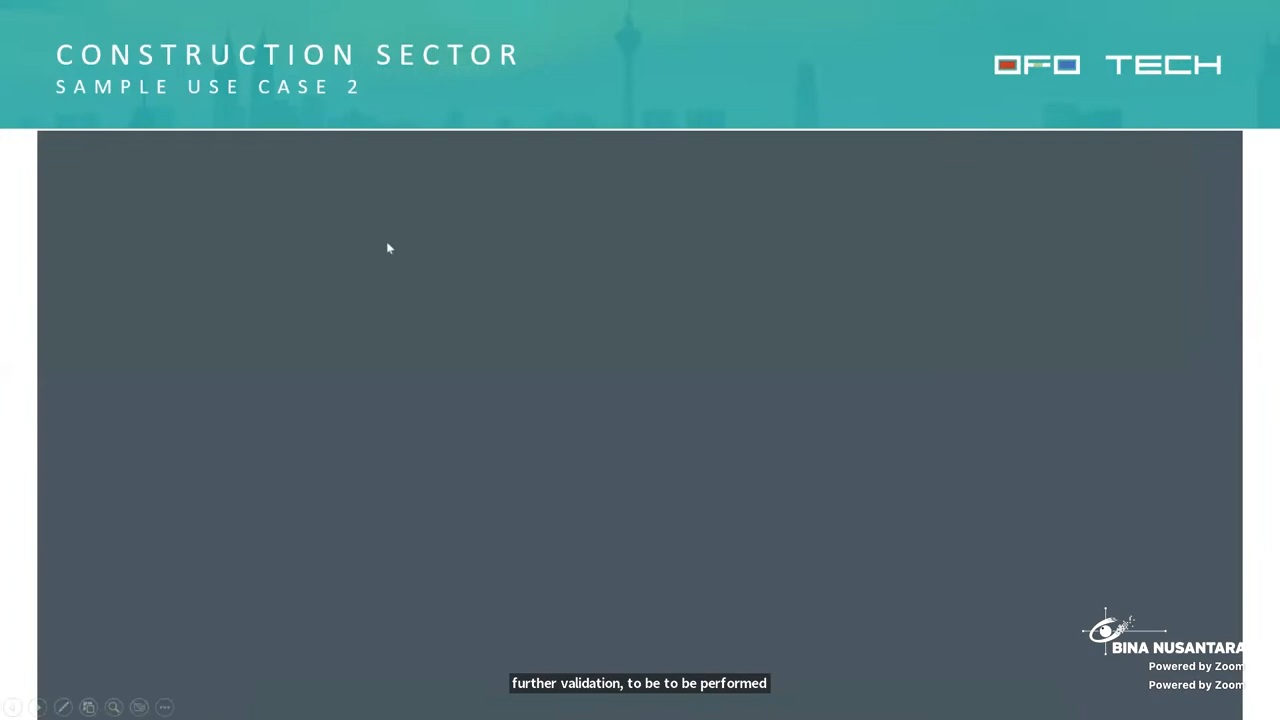 CONSTRUCTION SECTOR
SAMPLE USE CASE 2
OFO TECH
BINA NUSANTARA
Powered by Zoom
Powered by Zoom
further validation, to be to be performed